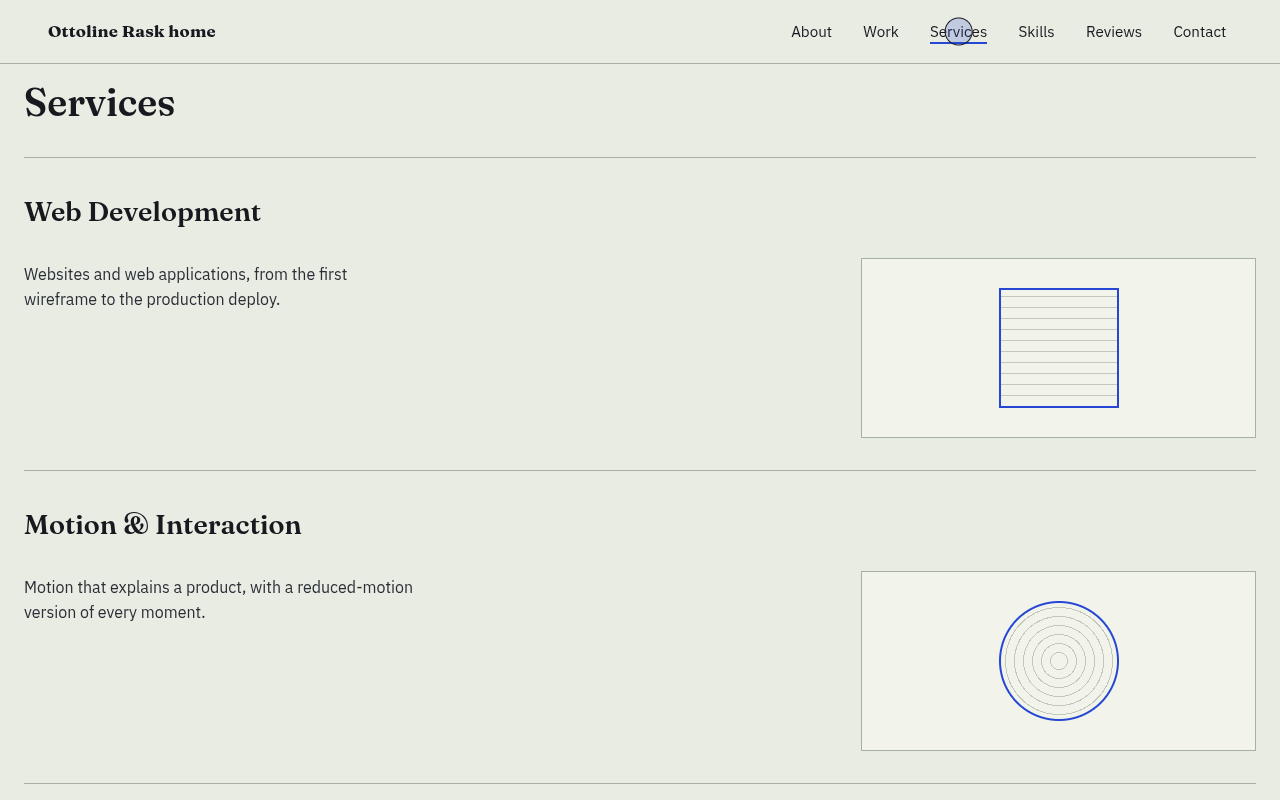 Ottoline Rask home
About
Work
Services
Skills
Reviews
Contact
Services
Web Development
Websites and web applications, from the first
wireframe to the production deploy.
Motion & Interaction
Motion that explains a product, with a reduced-motion
version of every moment.